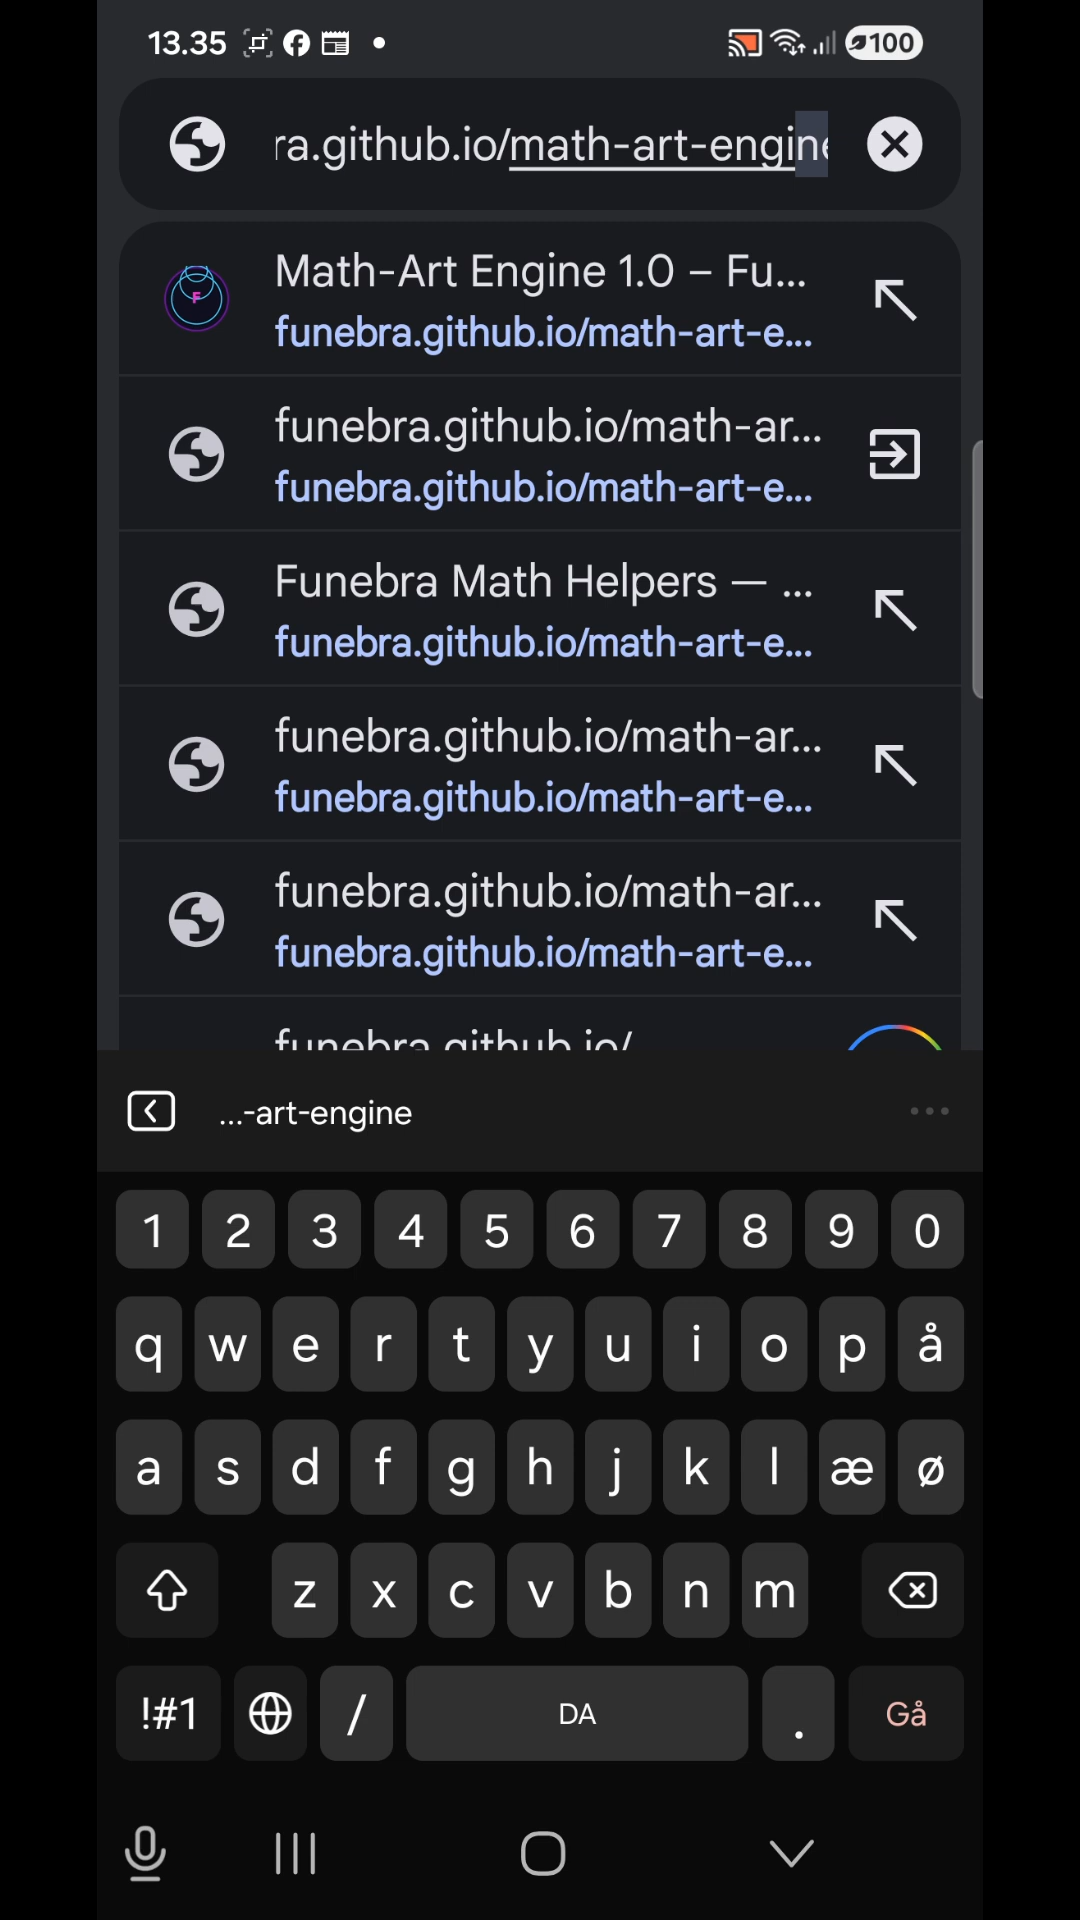 13.35
100
ra.github.io/math-art-engine
Math-Art Engine 1.0 – Fu...
funebra.github.io/math-art-e...
funebra.github.io/math-ar...
funebra.github.io/math-art-e...
Funebra Math Helpers — ...
funebra.github.io/math-art-e...
funebra.github.io/math-ar...
funebra.github.io/math-art-e...
funebra.github.io/math-ar...
funebra.github.io/math-art-e...
funebra.github.io/
...-art-engine
1 2 3 4 5 6 7 8 9 0
q w e r t y u i o p å
a s d f g h j k l æ ø
z x c v b n m
!#1 / DA . Gå